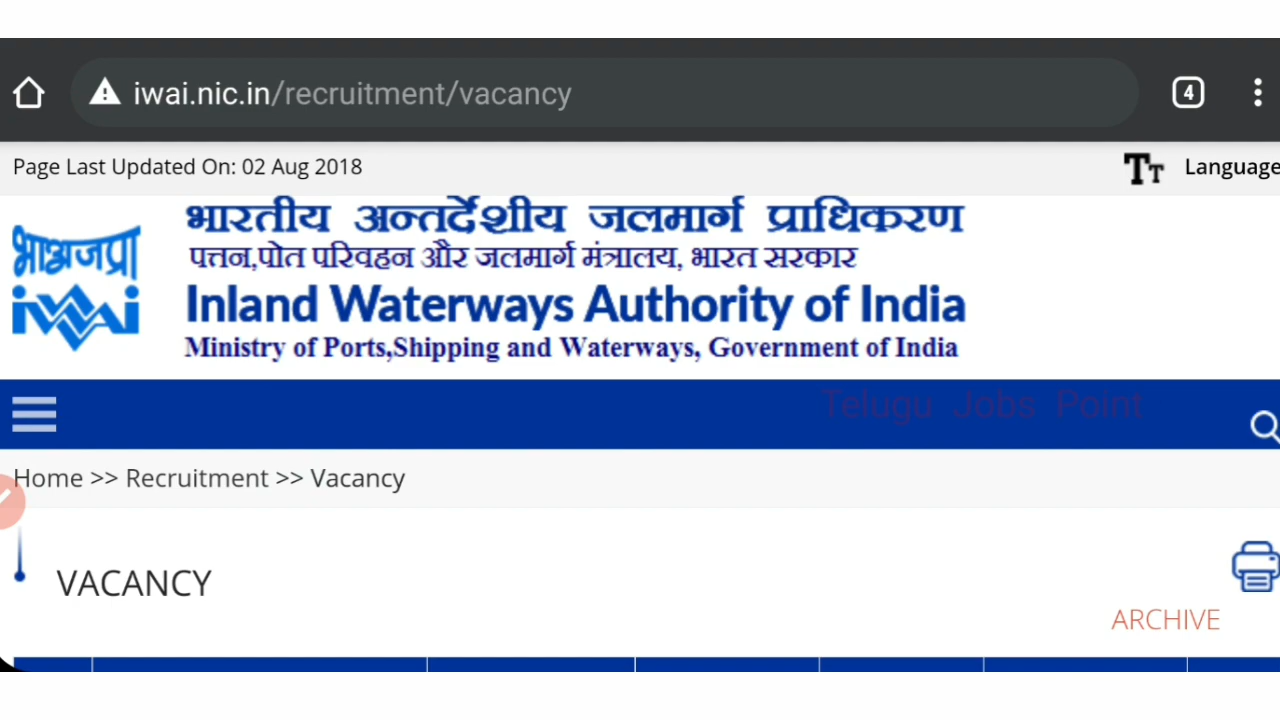 iwai.nic.in/recruitment/vacancy
4
Page Last Updated On: 02 Aug 2018
TT Language
भारतीय अन्तर्देशीय जलमार्ग प्राधिकरण
पत्तन,पोत परिवहन और जलमार्ग मंत्रालय, भारत सरकार
भाअजप्रा
iwai
Inland Waterways Authority of India
Ministry of Ports,Shipping and Waterways, Government of India
Telugu Jobs Point
Home >> Recruitment >> Vacancy
VACANCY
ARCHIVE